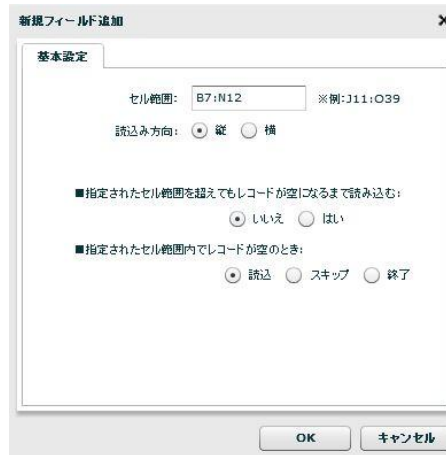 新規フィールド追加
基本設定
セル範囲: B7:N12 ※例:J11:O39
読込み方向: 縦 横
■指定されたセル範囲を超えてもレコードが空になるまで読み込む:
いいえ はい
■指定されたセル範囲内でレコードが空のとき:
読込 スキップ 終了
OK キャンセル